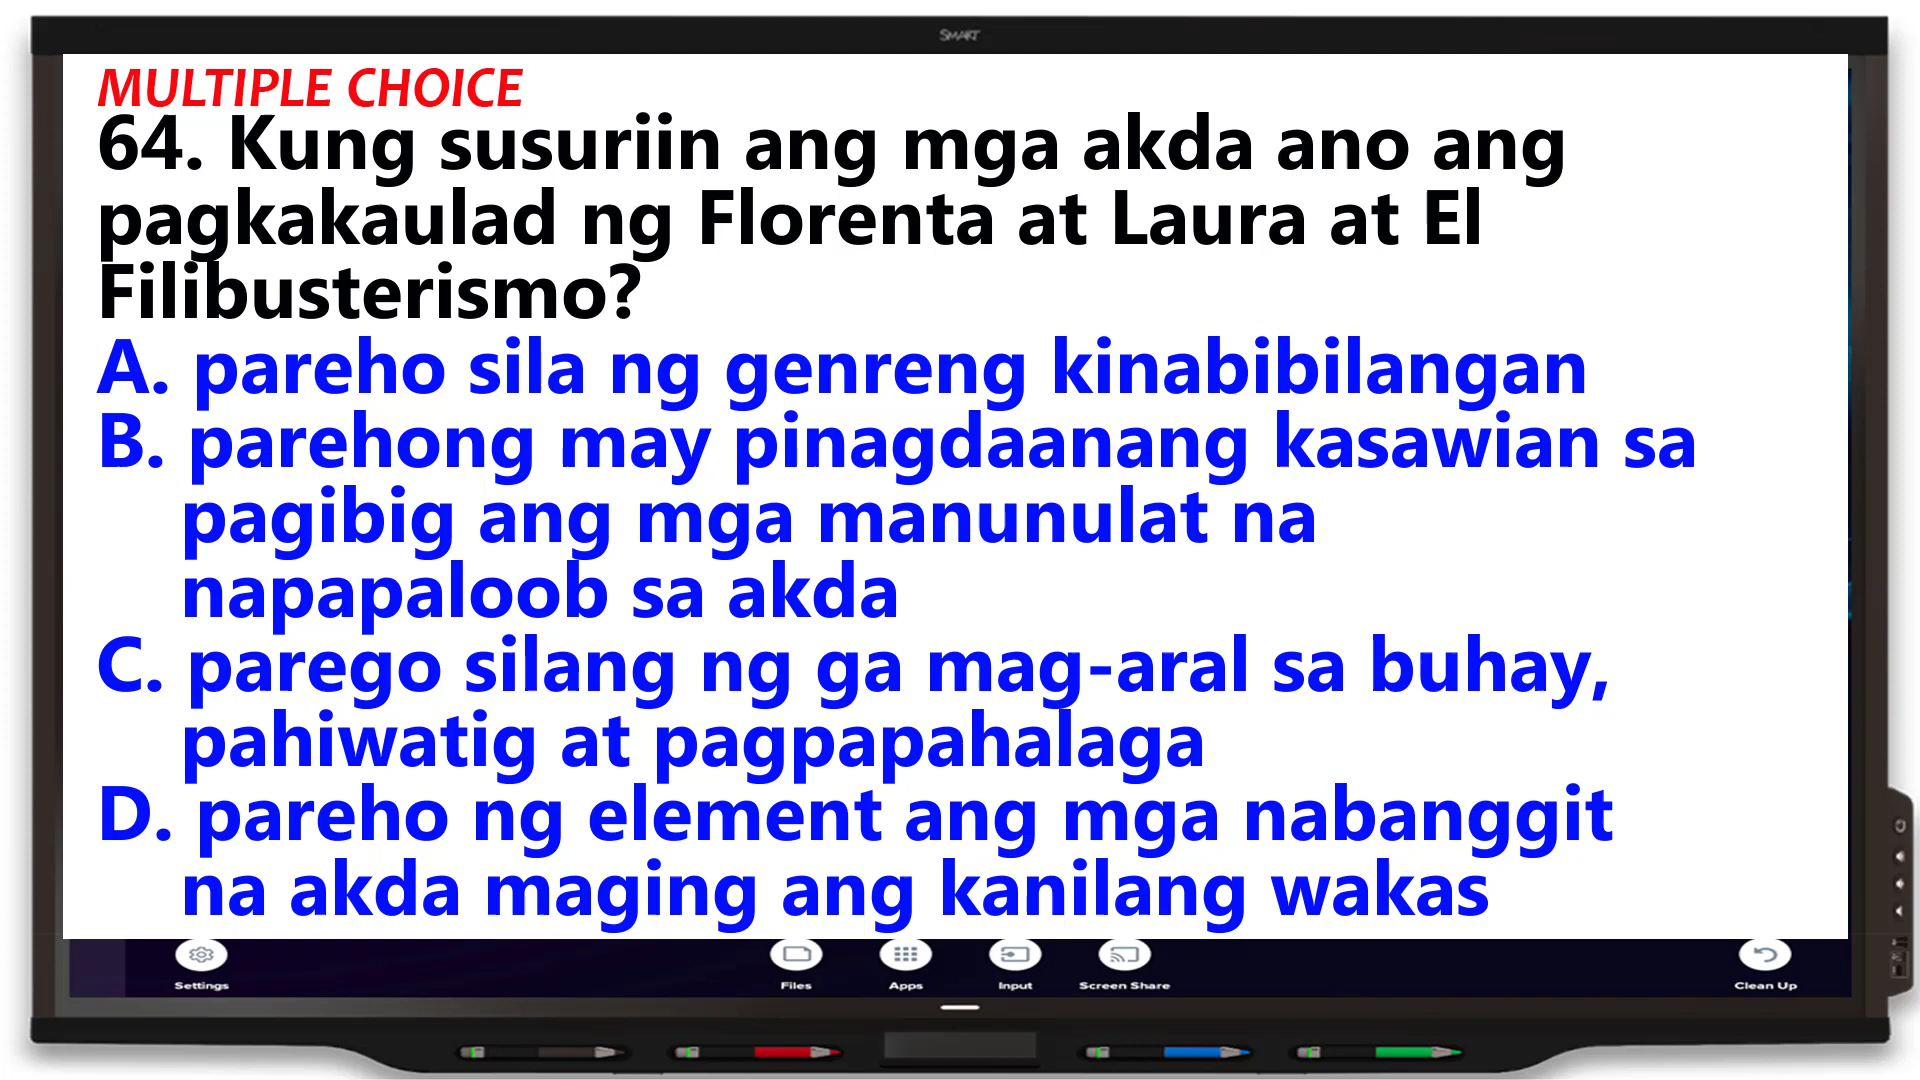 SMART
MULTIPLE CHOICE
64. Kung susuriin ang mga akda ano ang
pagkakaulad ng Florenta at Laura at El
Filibusterismo?
A. pareho sila ng genreng kinabibilangan
B. parehong may pinagdaanang kasawian sa
pagibig ang mga manunulat na
napapaloob sa akda
C. parego silang ng ga mag-aral sa buhay,
pahiwatig at pagpapahalaga
D. pareho ng element ang mga nabanggit
na akda maging ang kanilang wakas
Settings
Files
Apps
Input
Screen Share
Clean Up